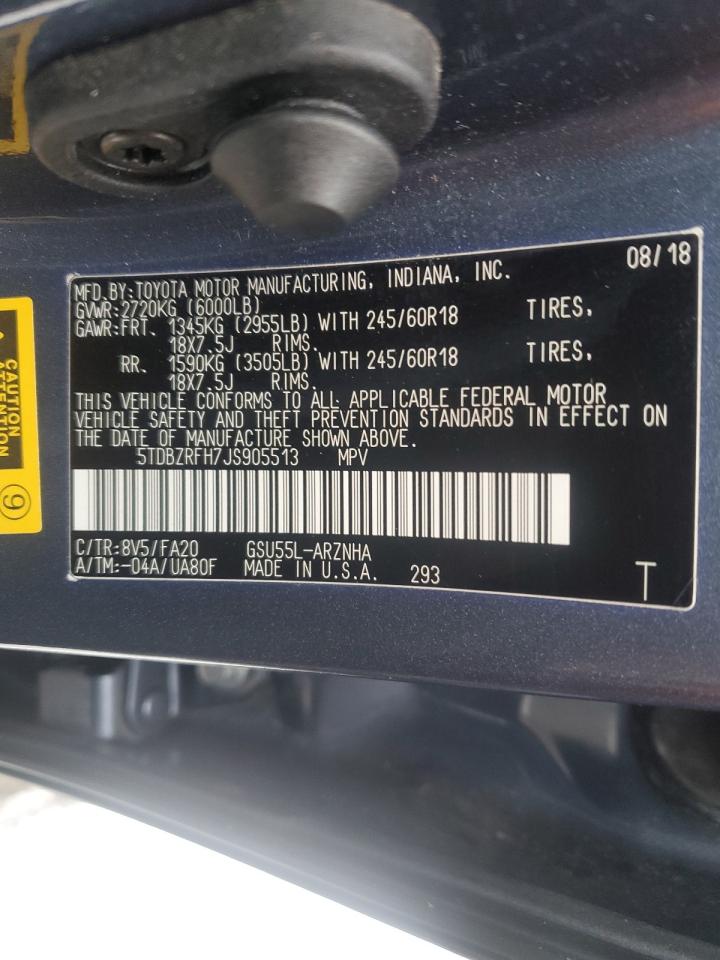 08/18
MFD.BY:TOYOTA MOTOR MANUFACTURING, INDIANA, INC.
GVWR:2720KG (6000LB)
GAWR:FRT. 1345KG (2955LB) WITH 245/60R18 TIRES,
18X7.5J RIMS.
RR. 1590KG (3505LB) WITH 245/60R18 TIRES,
18X7.5J RIMS.
THIS VEHICLE CONFORMS TO ALL APPLICABLE FEDERAL MOTOR
VEHICLE SAFETY AND THEFT PREVENTION STANDARDS IN EFFECT ON
THE DATE OF MANUFACTURE SHOWN ABOVE.
5TDBZRFH7JS905513 MPV
C/TR:8V5/FA20 GSU55L-ARZNHA
A/TM:-04A/UA80F MADE IN U.S.A. 293 T
CAUTION
ATTENTION
9